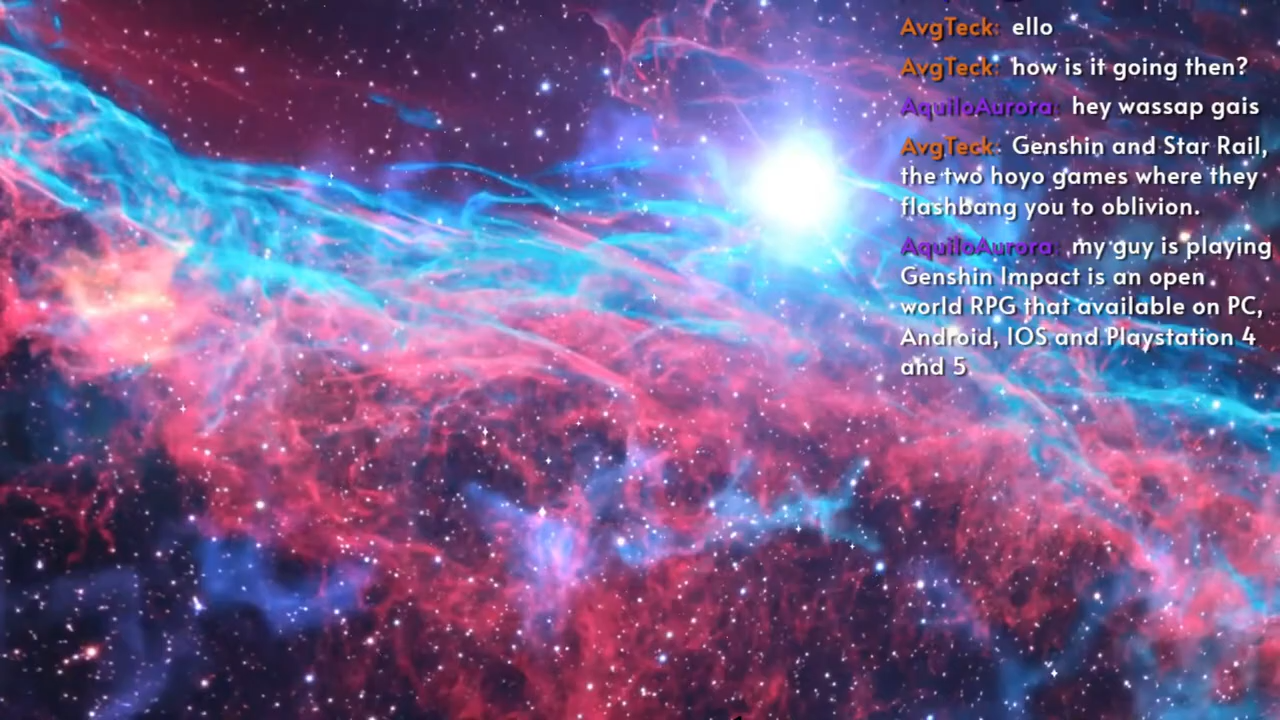 AvgTeck: ello
AvgTeck: how is it going then?
AquiloAurora: hey wassap gais
AvgTeck: Genshin and Star Rail,
the two hoyo games where they
flashbang you to oblivion.
AquiloAurora: my guy is playing
Genshin Impact is an open
world RPG that available on PC,
Android, IOS and Playstation 4
and 5